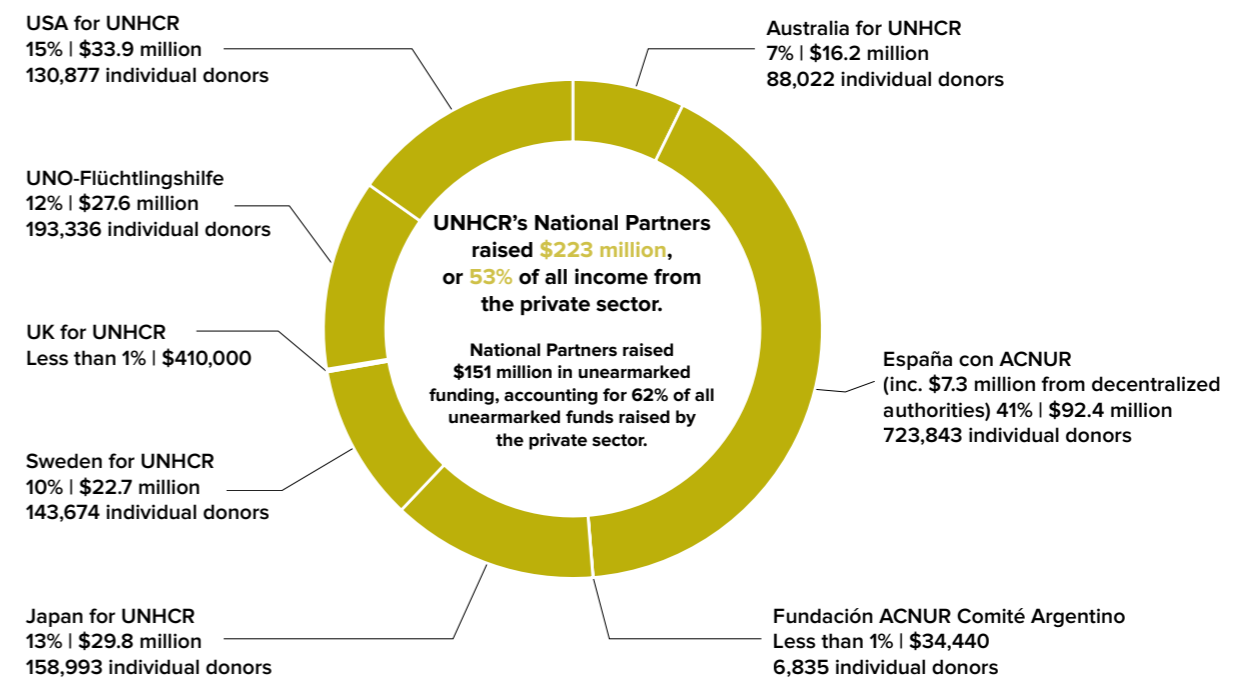 USA for UNHCR
15% | $33.9 million
130,877 individual donors
Australia for UNHCR
7% | $16.2 million
88,022 individual donors
UNO-Flüchtlingshilfe
12% | $27.6 million
193,336 individual donors
UNHCR's National Partners
raised $223 million,
or 53% of all income from
the private sector.
National Partners raised
$151 million in unearmarked
funding, accounting for 62% of all
unearmarked funds raised by
the private sector.
UK for UNHCR
Less than 1% | $410,000
España con ACNUR
(inc. $7.3 million from decentralized
authorities) 41% | $92.4 million
723,843 individual donors
Sweden for UNHCR
10% | $22.7 million
143,674 individual donors
Japan for UNHCR
13% | $29.8 million
158,993 individual donors
Fundación ACNUR Comité Argentino
Less than 1% | $34,440
6,835 individual donors